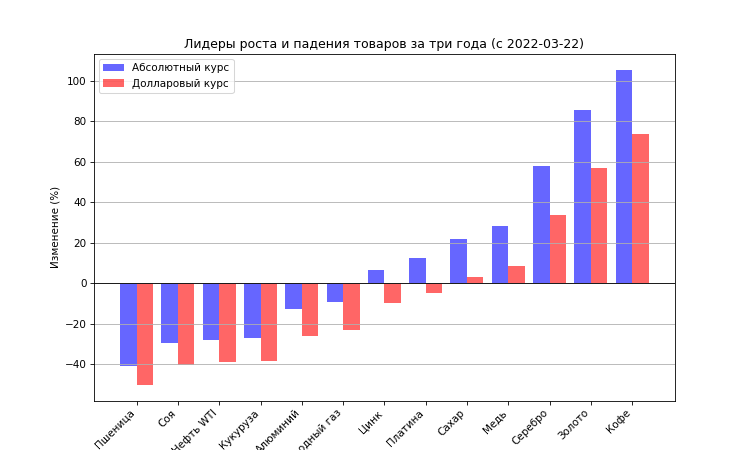 Лидеры роста и падения товаров за три года (с 2022-03-22)
Абсолютный курс
Долларовый курс
Изменение (%)
100
80
60
40
20
0
−20
−40
Пшеница
Соя
Нефть WTI
Кукуруза
Алюминий
одный газ
Цинк
Платина
Сахар
Медь
Серебро
Золото
Кофе